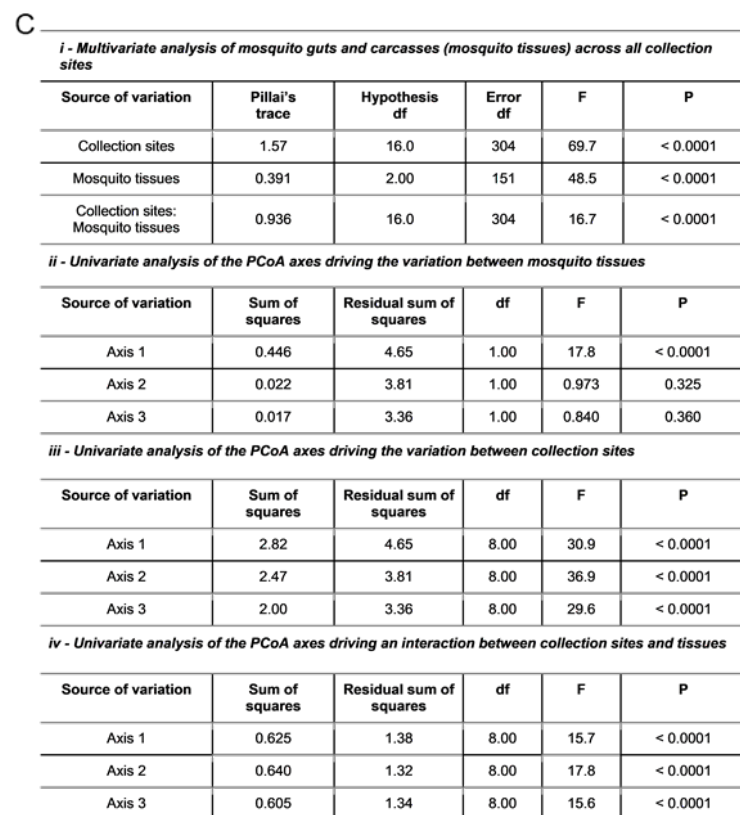 C
i - Multivariate analysis of mosquito guts and carcasses (mosquito tissues) across all collection
sites
Source of variation Pillai's trace Hypothesis df Error df F P
Collection sites 1.57 16.0 304 69.7 < 0.0001
Mosquito tissues 0.391 2.00 151 48.5 < 0.0001
Collection sites: Mosquito tissues 0.936 16.0 304 16.7 < 0.0001
ii - Univariate analysis of the PCoA axes driving the variation between mosquito tissues
Source of variation Sum of squares Residual sum of squares df F P
Axis 1 0.446 4.65 1.00 17.8 < 0.0001
Axis 2 0.022 3.81 1.00 0.973 0.325
Axis 3 0.017 3.36 1.00 0.840 0.360
iii - Univariate analysis of the PCoA axes driving the variation between collection sites
Source of variation Sum of squares Residual sum of squares df F P
Axis 1 2.82 4.65 8.00 30.9 < 0.0001
Axis 2 2.47 3.81 8.00 36.9 < 0.0001
Axis 3 2.00 3.36 8.00 29.6 < 0.0001
iv - Univariate analysis of the PCoA axes driving an interaction between collection sites and tissues
Source of variation Sum of squares Residual sum of squares df F P
Axis 1 0.625 1.38 8.00 15.7 < 0.0001
Axis 2 0.640 1.32 8.00 17.8 < 0.0001
Axis 3 0.605 1.34 8.00 15.6 < 0.0001